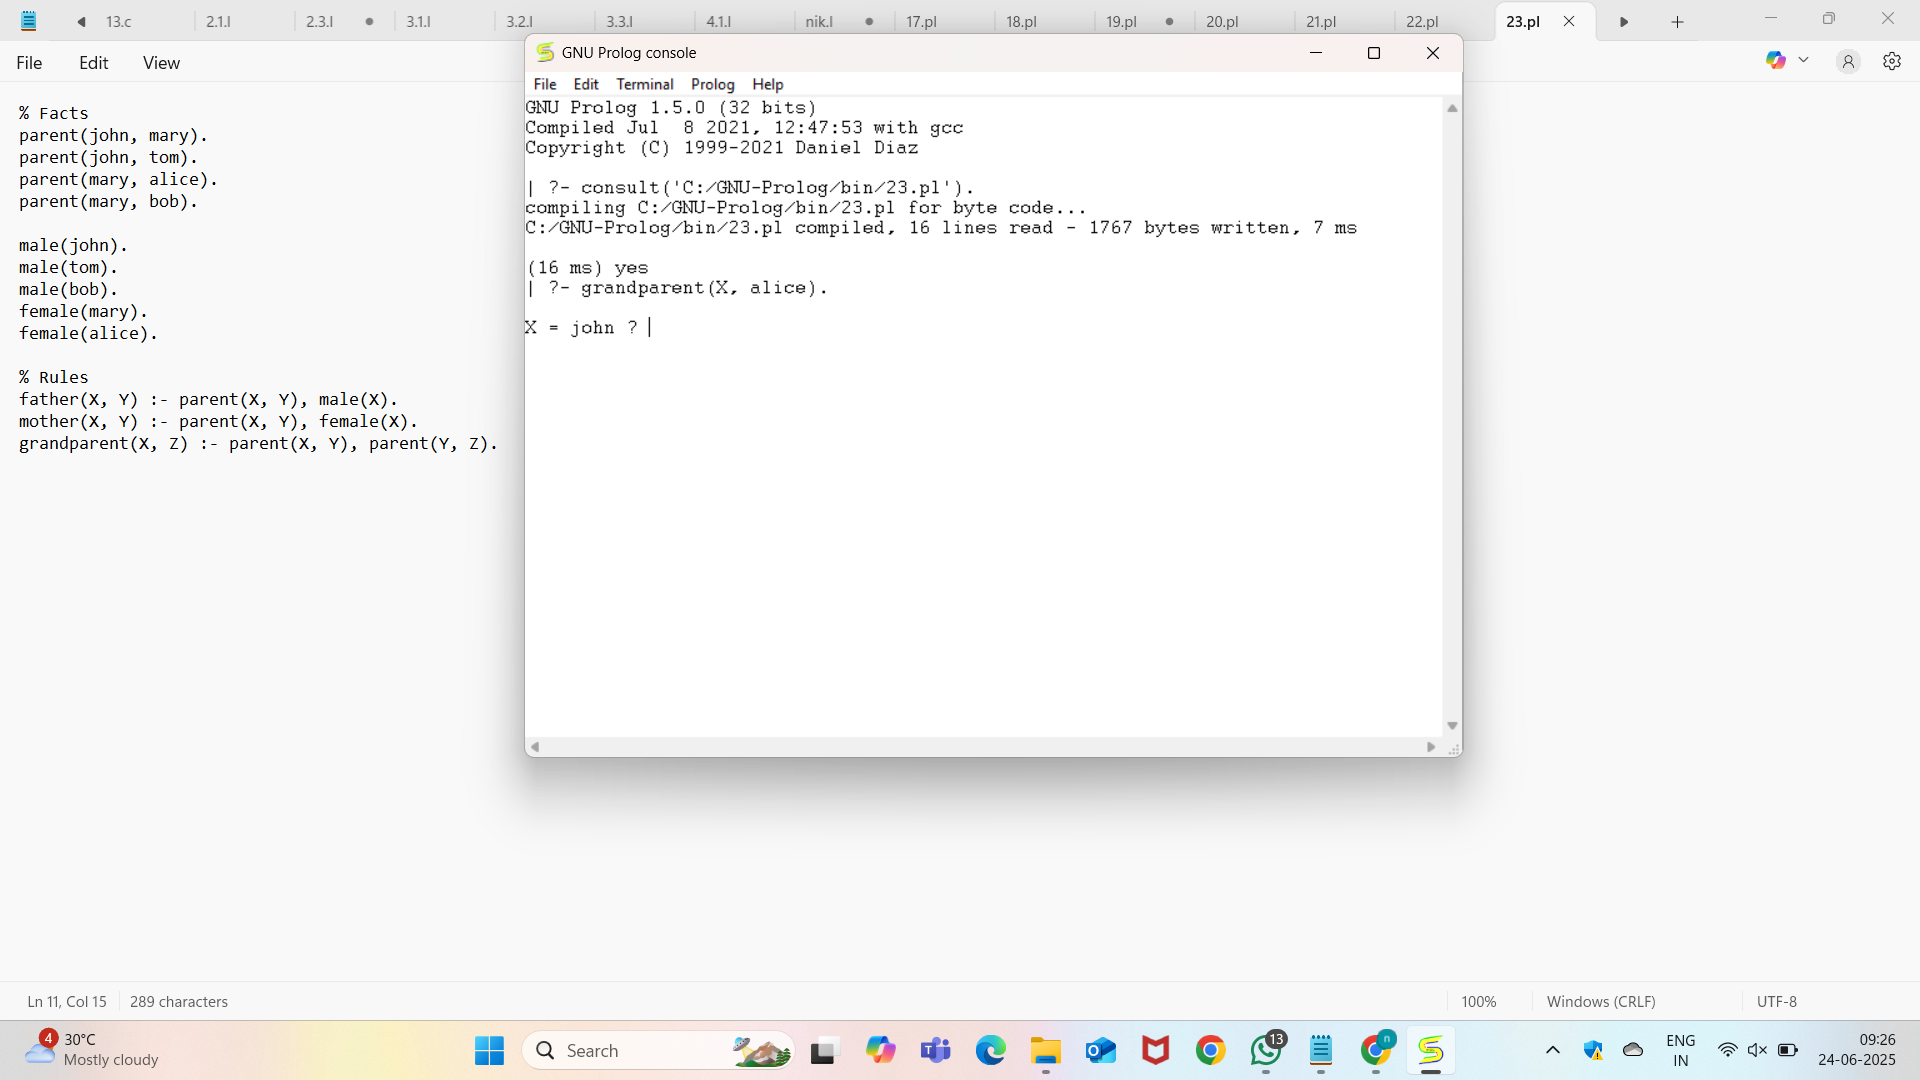 13.c 2.1.l 2.3.l 3.1.l 3.2.l 3.3.l 4.1.l nik.l 17.pl 18.pl 19.pl 20.pl 21.pl 22.pl 23.pl
File Edit View
% Facts
parent(john, mary).
parent(john, tom).
parent(mary, alice).
parent(mary, bob).
male(john).
male(tom).
male(bob).
female(mary).
female(alice).
% Rules
father(X, Y) :- parent(X, Y), male(X).
mother(X, Y) :- parent(X, Y), female(X).
grandparent(X, Z) :- parent(X, Y), parent(Y, Z).
GNU Prolog console
File Edit Terminal Prolog Help
GNU Prolog 1.5.0 (32 bits)
Compiled Jul  8 2021, 12:47:53 with gcc
Copyright (C) 1999-2021 Daniel Diaz
| ?- consult('C:/GNU-Prolog/bin/23.pl').
compiling C:/GNU-Prolog/bin/23.pl for byte code...
C:/GNU-Prolog/bin/23.pl compiled, 16 lines read - 1767 bytes written, 7 ms
(16 ms) yes
| ?- grandparent(X, alice).
X = john ?
Ln 11, Col 15 289 characters 100% Windows (CRLF) UTF-8
4 30°C
Mostly cloudy
Search
13
n
ENG
IN
09:26
24-06-2025